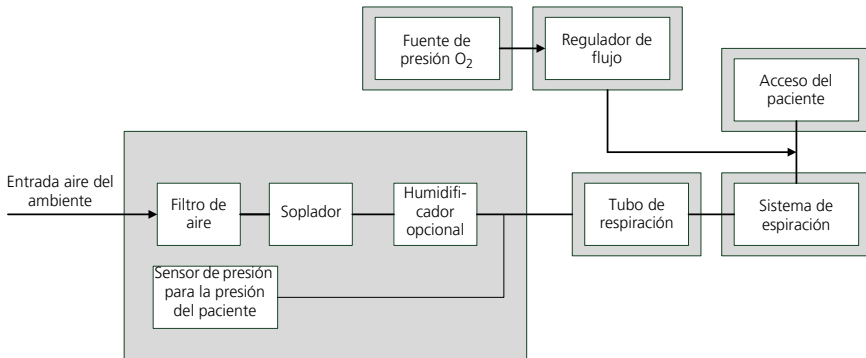 Fuente de
presión O2
Regulador de
flujo
Acceso del
paciente
Entrada aire del
ambiente
Filtro de
aire
Soplador
Humidifi-
cador
opcional
Tubo de
respiración
Sistema de
espiración
Sensor de presión
para la presión
del paciente